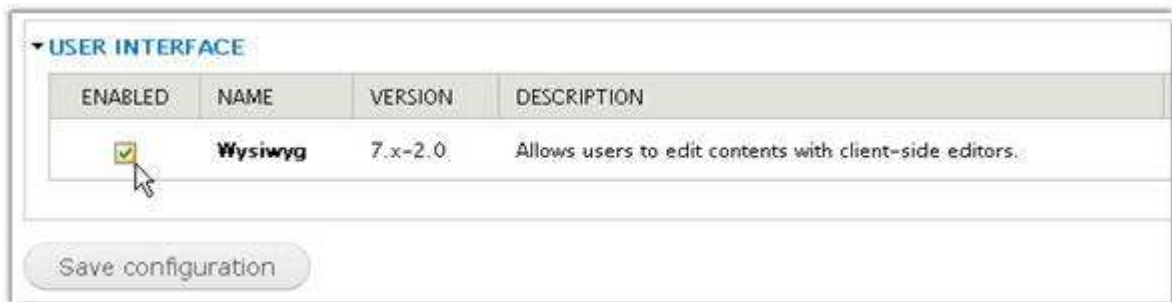 USER INTERFACE
ENABLED NAME VERSION DESCRIPTION
Wysiwyg 7.x-2.0 Allows users to edit contents with client-side editors.
Save configuration